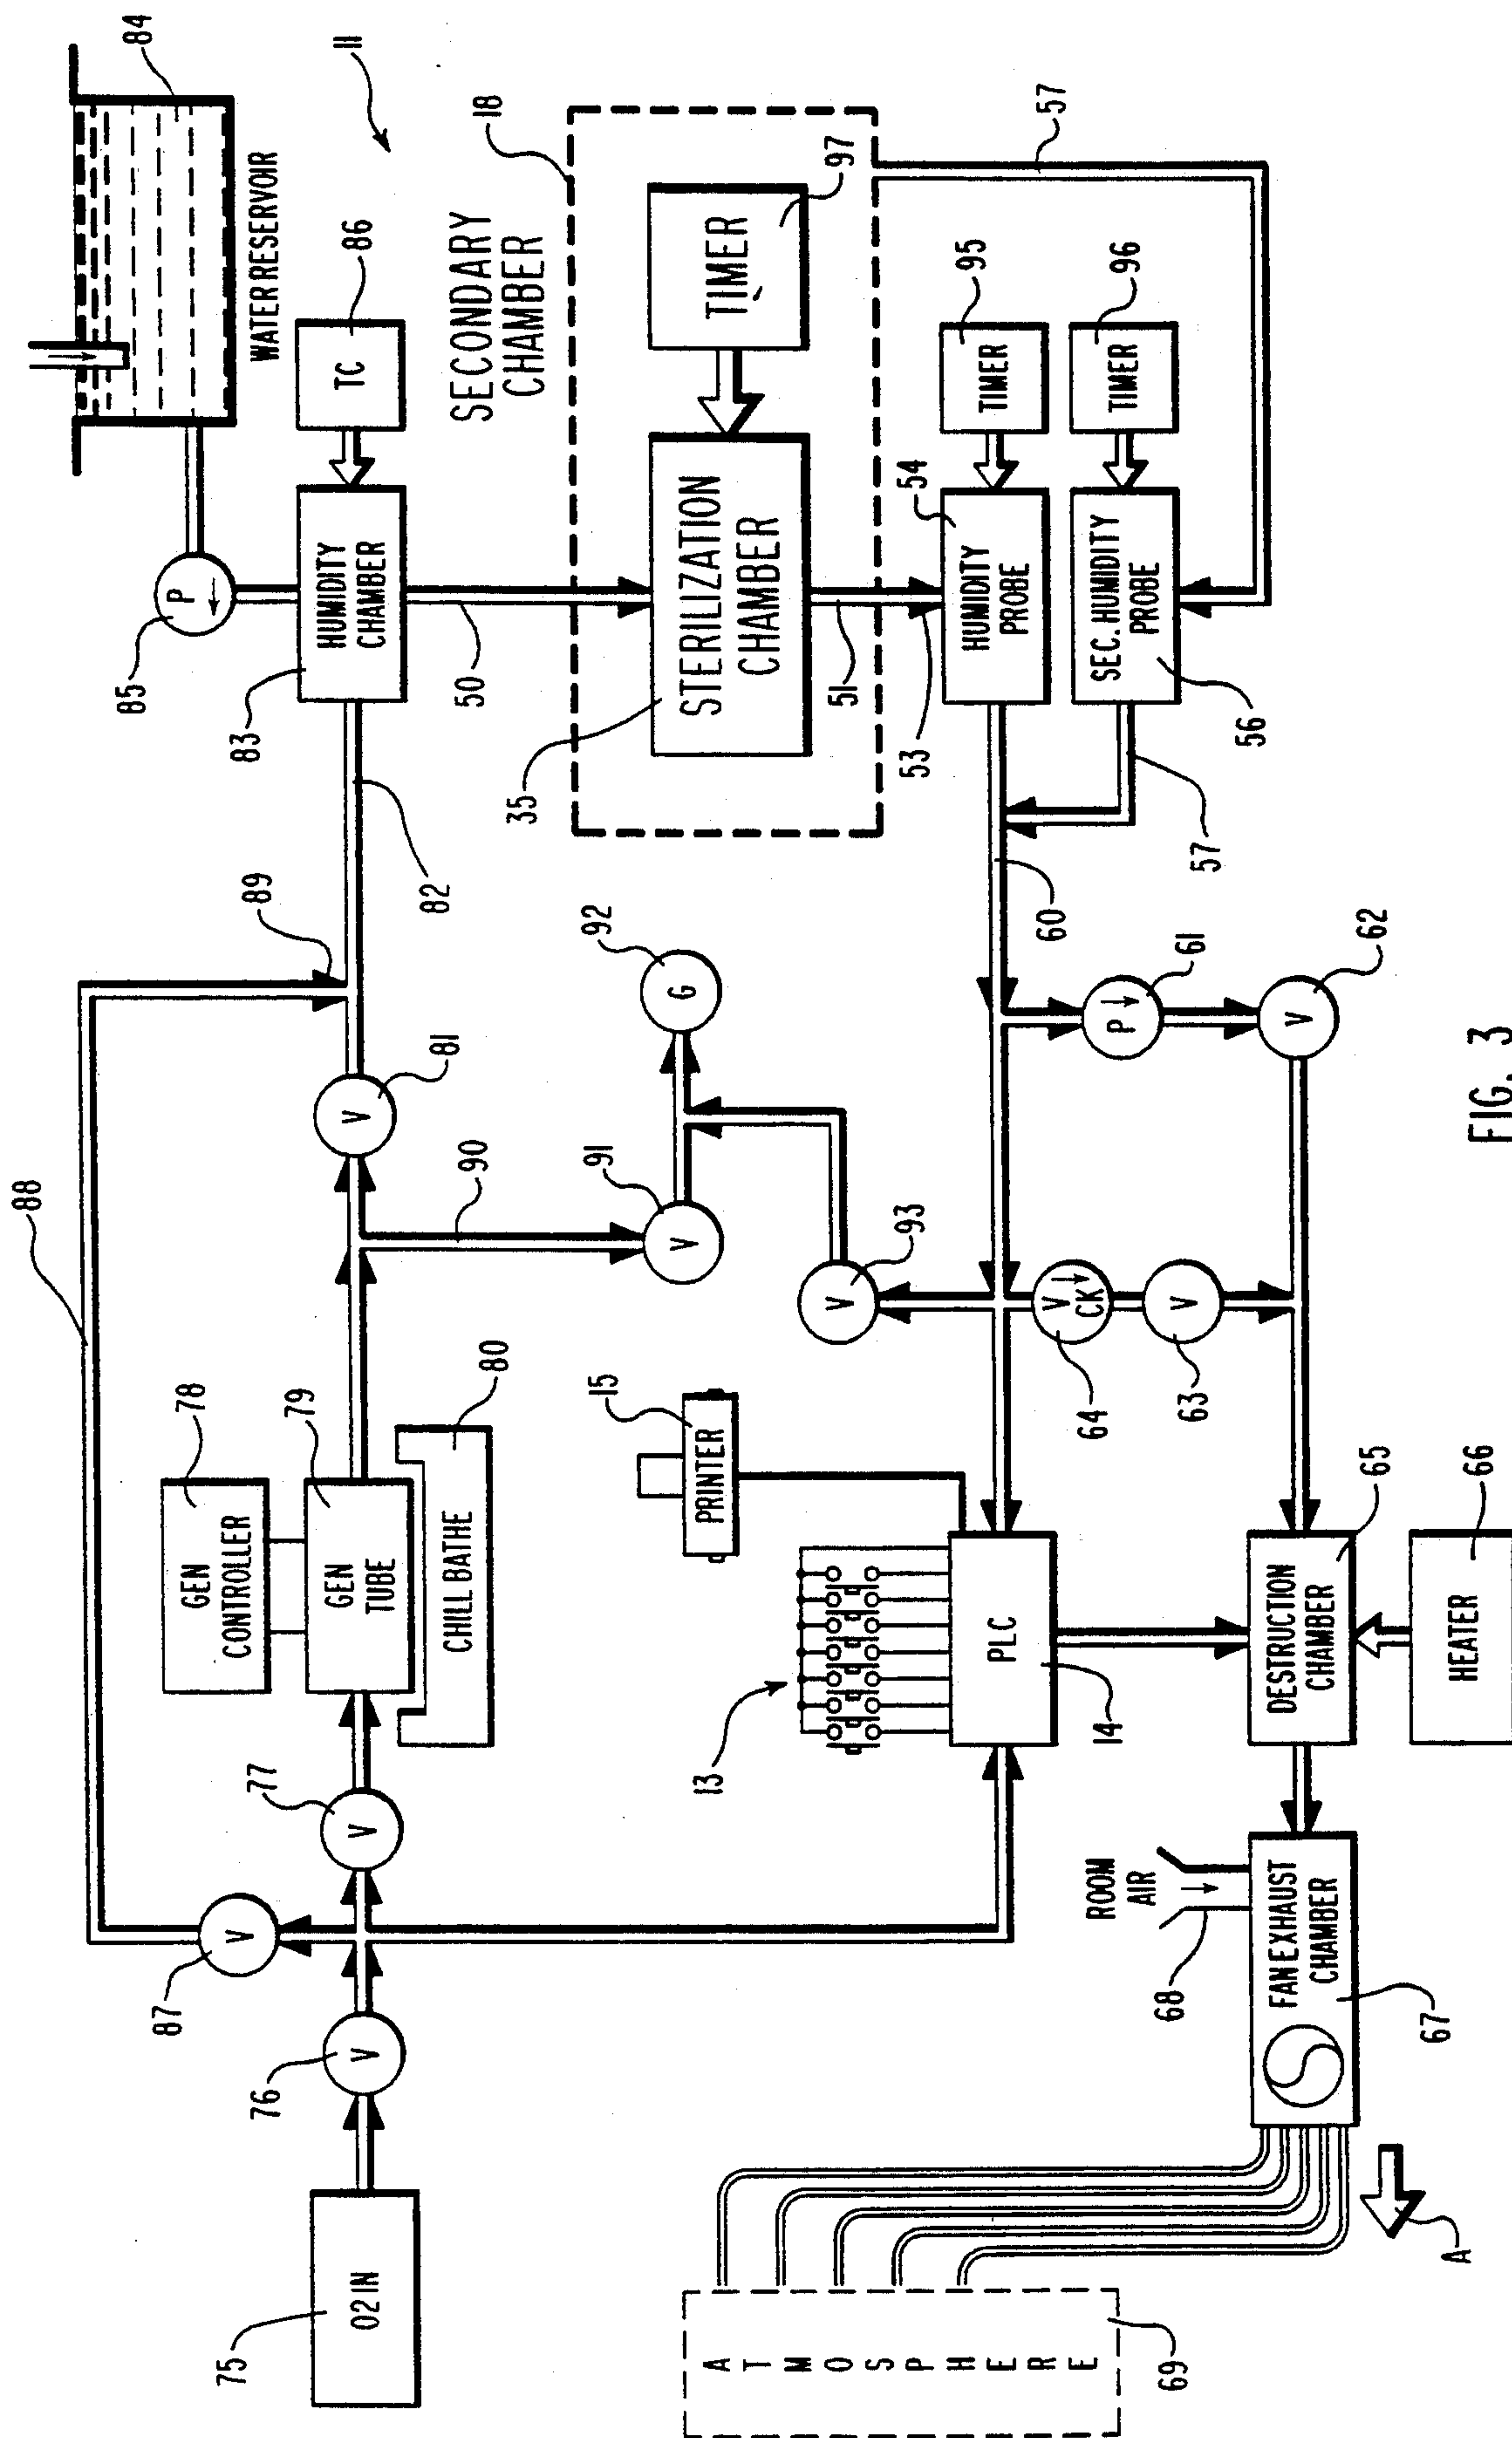 84
WATER RESERVOIR
11
85
P
86
TC
HUMIDITY
CHAMBER
83
50
82
89
88
81
V
90
91
V
92
G
93
V
78
GEN
CONTROLLER
79
GEN
TUBE
80
CHILL BATHE
77
V
87
V
76
V
75
O2 IN
SECONDARY
CHAMBER
18
TIMER
97
STERILIZATION
CHAMBER
35
51
53
54
HUMIDITY
PROBE
TIMER
95
SEC. HUMIDITY
PROBE
56
TIMER
96
57
57
60
P
61
V
62
V
CK
64
V
63
15
PRINTER
13
PLC
14
DESTRUCTION
CHAMBER
65
HEATER
66
ROOM
AIR
68
FAN EXHAUST
CHAMBER
67
A
ATMOSPHERE
69
FIG. 3